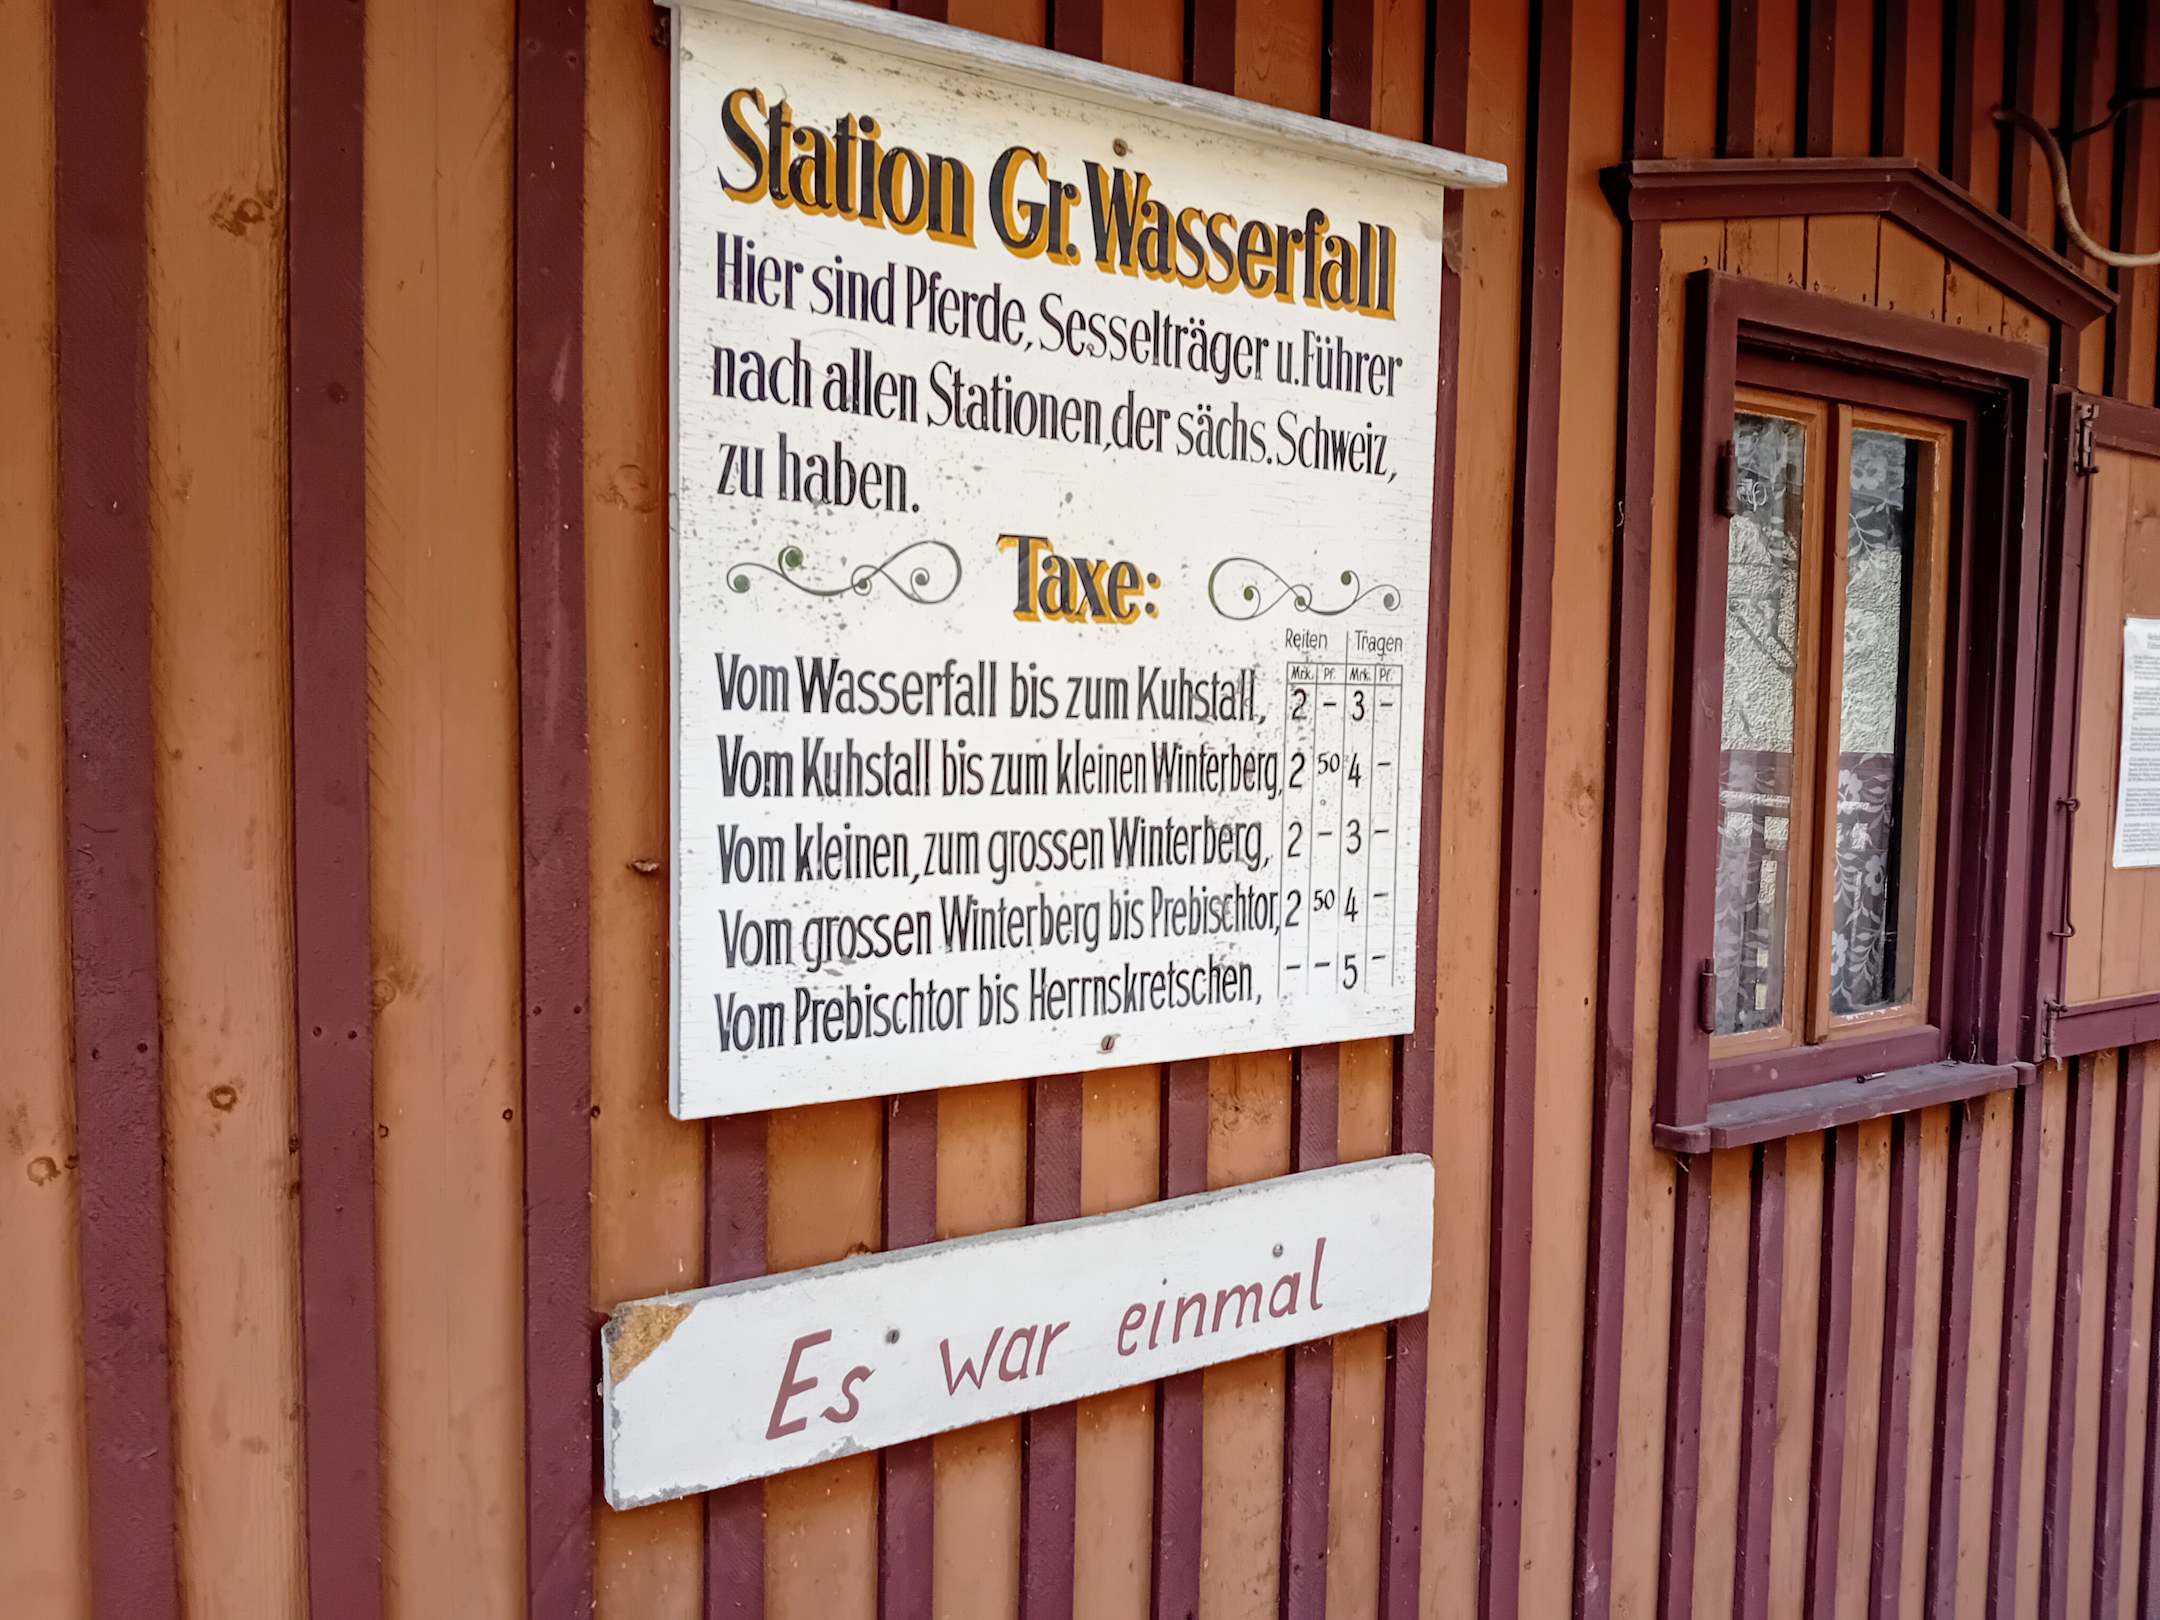 Station Gr. Wasserfall
Hier sind Pferde, Sesselträger u. Führer
nach allen Stationen, der sächs. Schweiz,
zu haben.
Taxe:
Reiten Tragen
Mrk. Pf. Mrk. Pf.
Vom Wasserfall bis zum Kuhstall, 2 – 3 –
Vom Kuhstall bis zum kleinen Winterberg, 2 50 4 –
Vom kleinen, zum grossen Winterberg, 2 – 3 –
Vom grossen Winterberg bis Prebischtor, 2 50 4 –
Vom Prebischtor bis Herrnskretschen, – – 5 –
Es war einmal